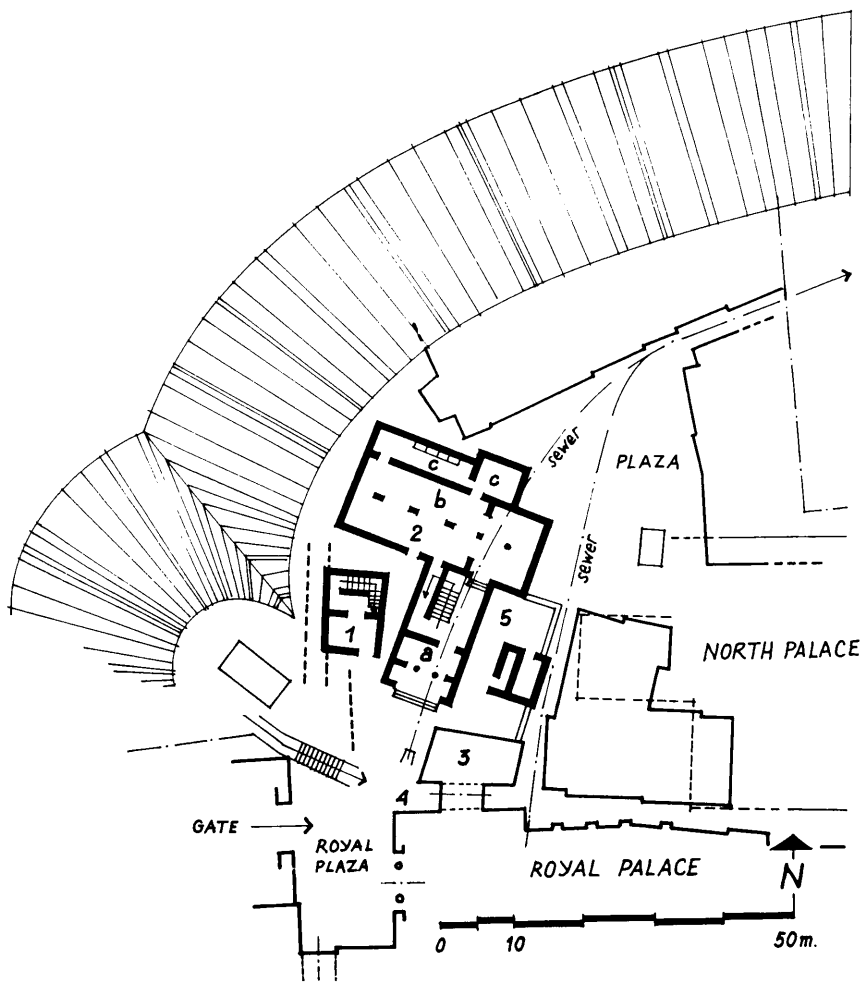 sewer
PLAZA
c
c
b
2
sewer
5
1
a
NORTH PALACE
3
4
GATE
ROYAL
PLAZA
ROYAL PALACE
N
0 10 50m.